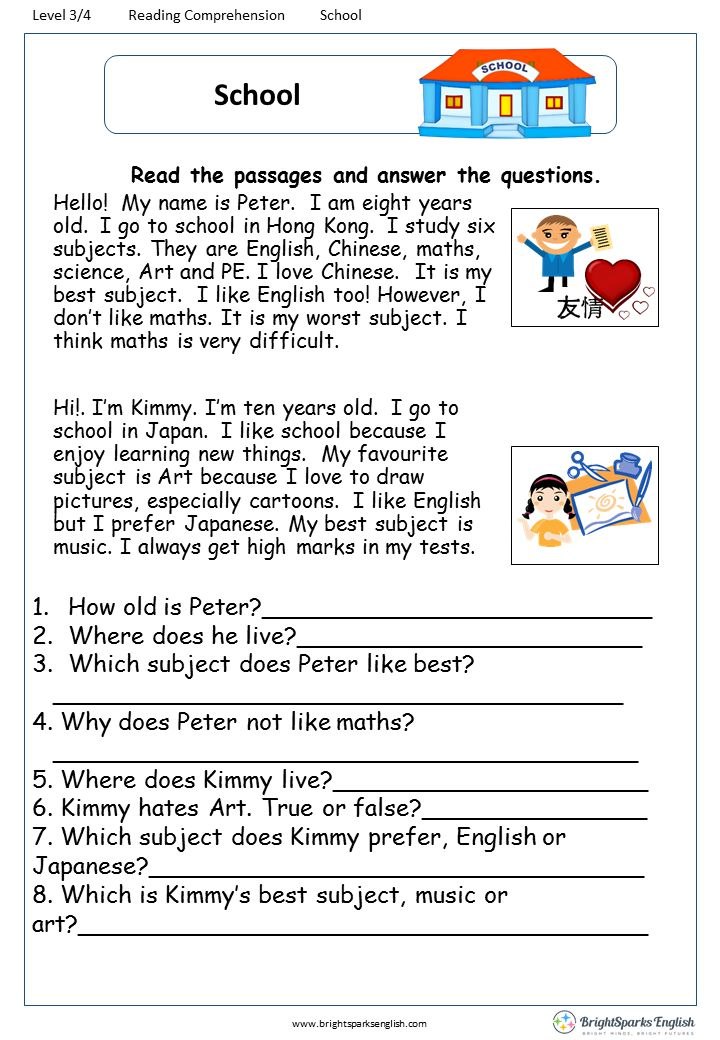 Level 3/4 Reading Comprehension School
SCHOOL
School
Read the passages and answer the questions.
Hello! My name is Peter. I am eight years
old. I go to school in Hong Kong. I study six
subjects. They are English, Chinese, maths,
science, Art and PE. I love Chinese. It is my
best subject. I like English too! However, I
don't like maths. It is my worst subject. I
think maths is very difficult.
友情
Hi!. I'm Kimmy. I'm ten years old. I go to
school in Japan. I like school because I
enjoy learning new things. My favourite
subject is Art because I love to draw
pictures, especially cartoons. I like English
but I prefer Japanese. My best subject is
music. I always get high marks in my tests.
1. How old is Peter?______________________________
2. Where does he live?___________________________
3. Which subject does Peter like best?
____________________________________________
4. Why does Peter not like maths?
_____________________________________________
5. Where does Kimmy live?________________________
6. Kimmy hates Art. True or false?_________________
7. Which subject does Kimmy prefer, English or
Japanese?______________________________________
8. Which is Kimmy's best subject, music or
art?____________________________________________
www.brightsparksenglish.com
BrightSparks English
BRIGHT MINDS, BRIGHT FUTURES